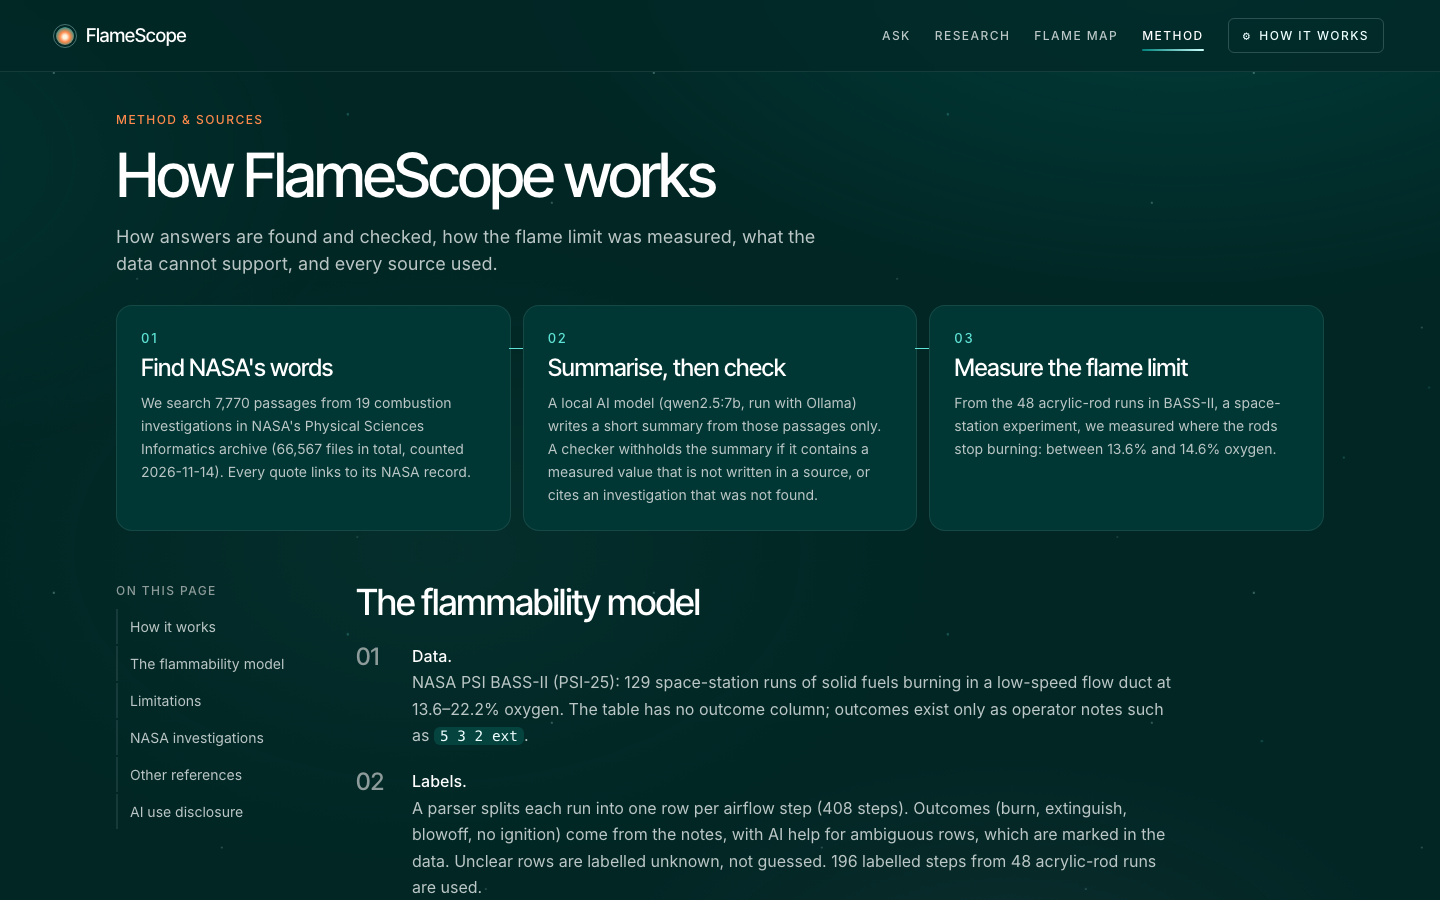 FlameScope
ASK
RESEARCH
FLAME MAP
METHOD
HOW IT WORKS
METHOD & SOURCES
How FlameScope works
How answers are found and checked, how the flame limit was measured, what the
data cannot support, and every source used.
01
Find NASA's words
We search 7,770 passages from 19 combustion
investigations in NASA's Physical Sciences
Informatics archive (66,567 files in total, counted
2026-11-14). Every quote links to its NASA record.
02
Summarise, then check
A local AI model (qwen2.5:7b, run with Ollama)
writes a short summary from those passages only.
A checker withholds the summary if it contains a
measured value that is not written in a source, or
cites an investigation that was not found.
03
Measure the flame limit
From the 48 acrylic-rod runs in BASS-II, a space-
station experiment, we measured where the rods
stop burning: between 13.6% and 14.6% oxygen.
ON THIS PAGE
How it works
The flammability model
Limitations
NASA investigations
Other references
AI use disclosure
The flammability model
01
Data.
NASA PSI BASS-II (PSI-25): 129 space-station runs of solid fuels burning in a low-speed flow duct at
13.6–22.2% oxygen. The table has no outcome column; outcomes exist only as operator notes such
as 5 3 2 ext.
02
Labels.
A parser splits each run into one row per airflow step (408 steps). Outcomes (burn, extinguish,
blowoff, no ignition) come from the notes, with AI help for ambiguous rows, which are marked in the
data. Unclear rows are labelled unknown, not guessed. 196 labelled steps from 48 acrylic-rod runs
are used.